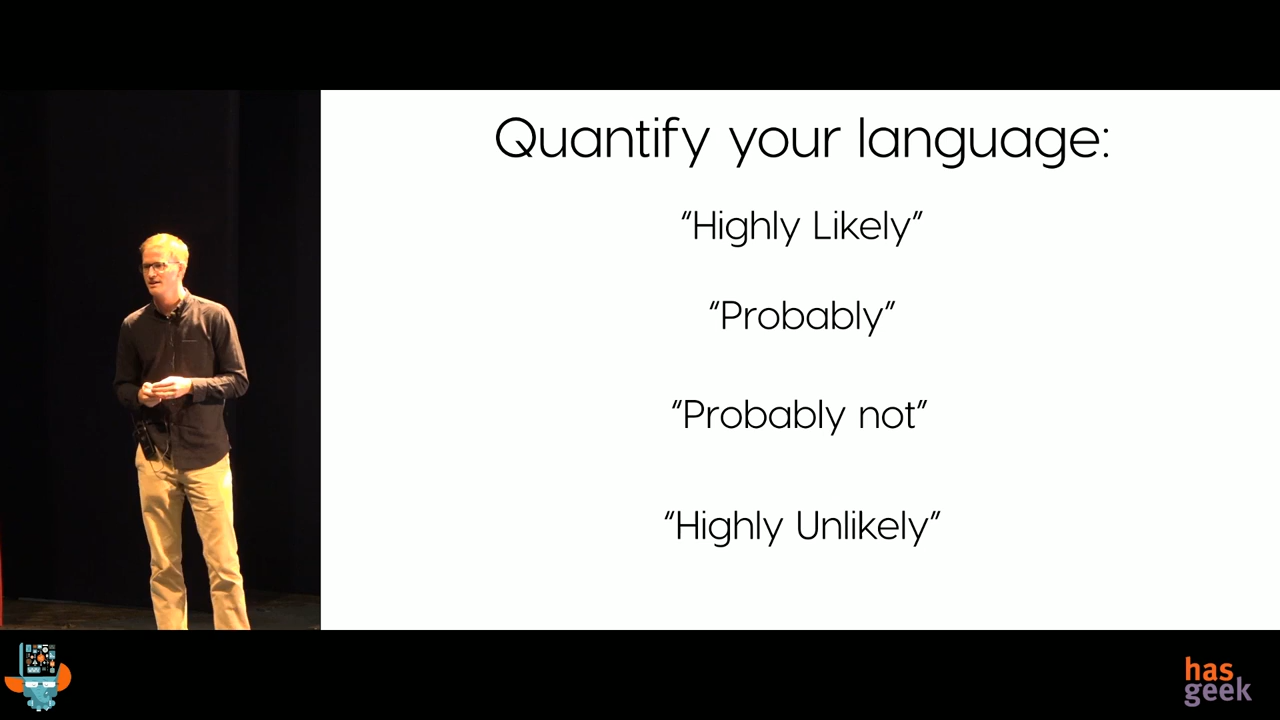 Quantify your language:
“Highly Likely”
“Probably”
“Probably not”
“Highly Unlikely”
has
geek